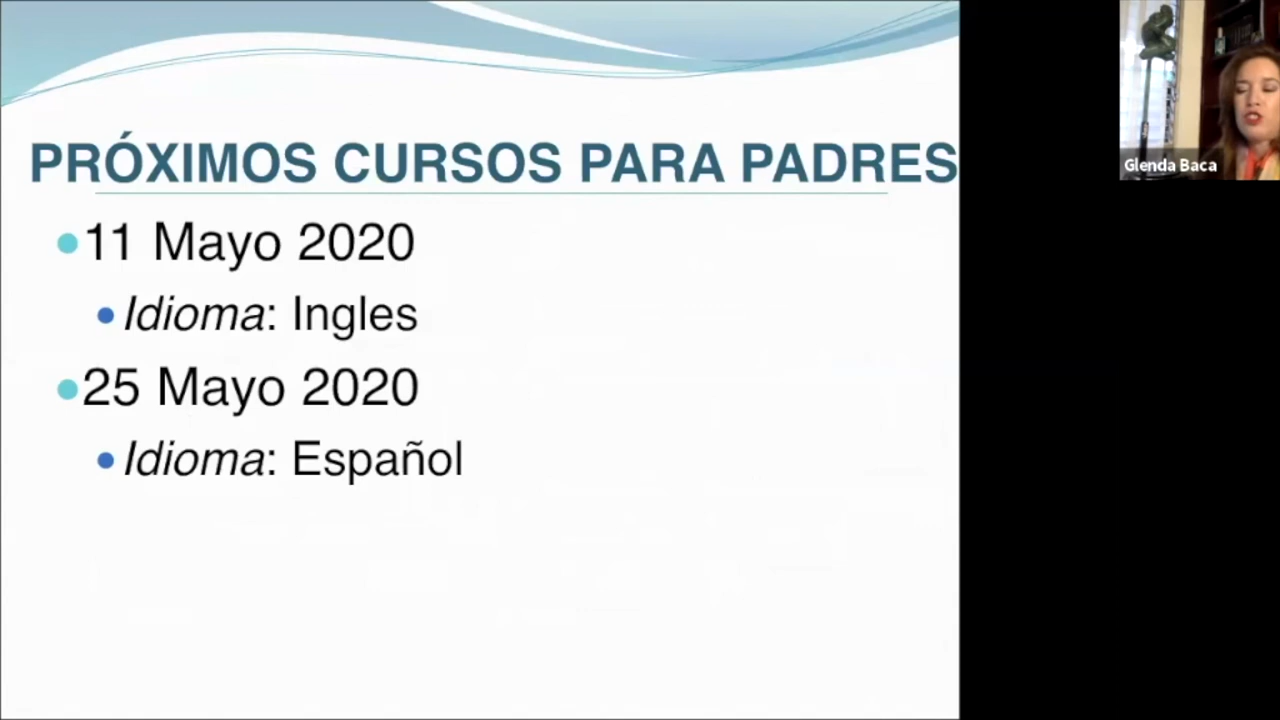 PRÓXIMOS CURSOS PARA PADRES
11 Mayo 2020
Idioma: Ingles
25 Mayo 2020
Idioma: Español
Glenda Baca